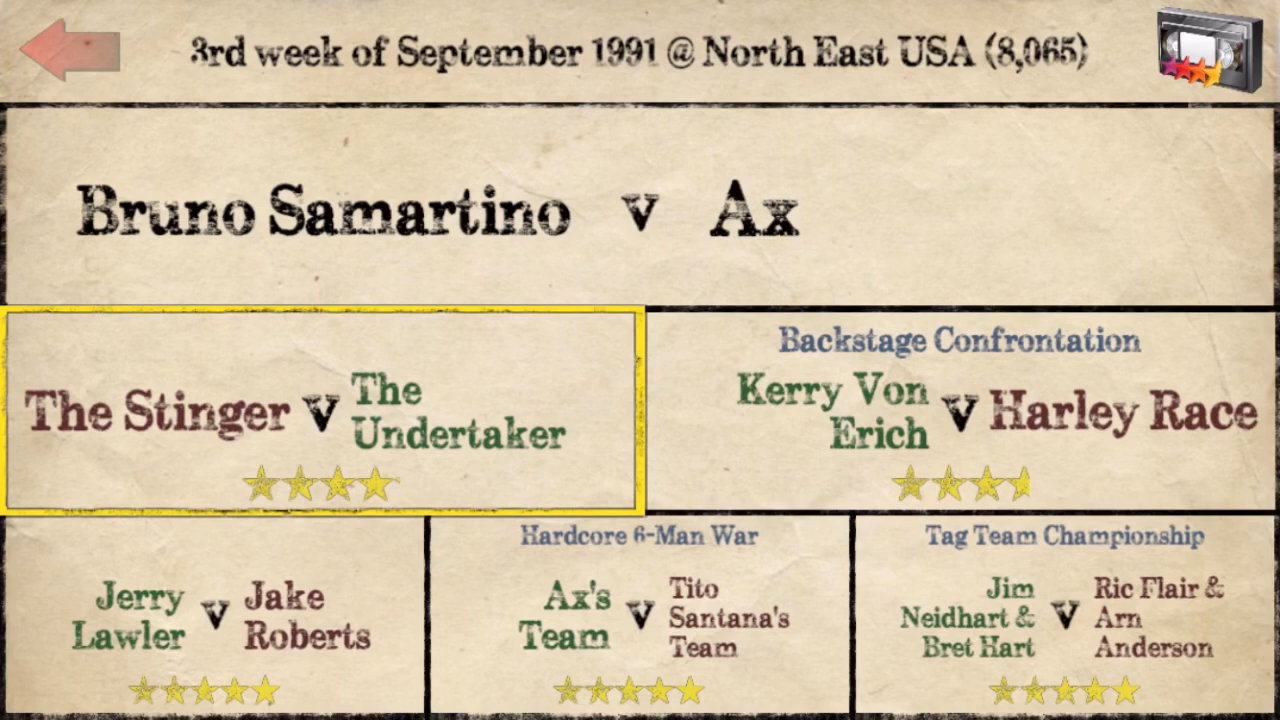 3rd week of September 1991 @ North East USA (8,065)
Bruno Samartino v Ax
The Stinger v The
Undertaker
Backstage Confrontation
Kerry Von
Erich v Harley Race
Jerry
Lawler v Jake
Roberts
Hardcore 6-Man War
Ax's
Team v Tito
Santana's
Team
Tag Team Championship
Jim
Neidhart &
Bret Hart v Ric Flair &
Arn
Anderson